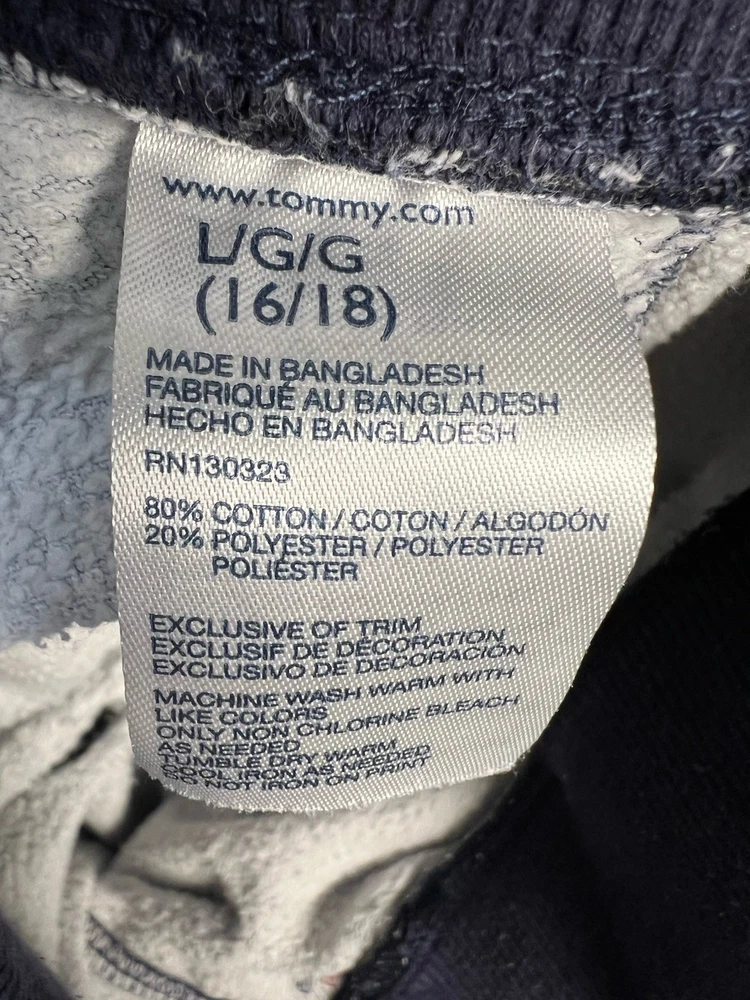 www.tommy.com
L/G/G
(16/18)
MADE IN BANGLADESH
FABRIQUÉ AU BANGLADESH
HECHO EN BANGLADESH
RN130323
80% COTTON / COTON / ALGODÓN
20% POLYESTER / POLYESTER
POLIÉSTER
EXCLUSIVE OF TRIM
EXCLUSIF DE DÉCORATION
EXCLUSIVO DE DECORACIÓN
MACHINE WASH WARM WITH
LIKE COLORS
ONLY NON CHLORINE BLEACH
AS NEEDED
TUMBLE DRY WARM
COOL IRON AS NEEDED
DO NOT IRON ON PRINT